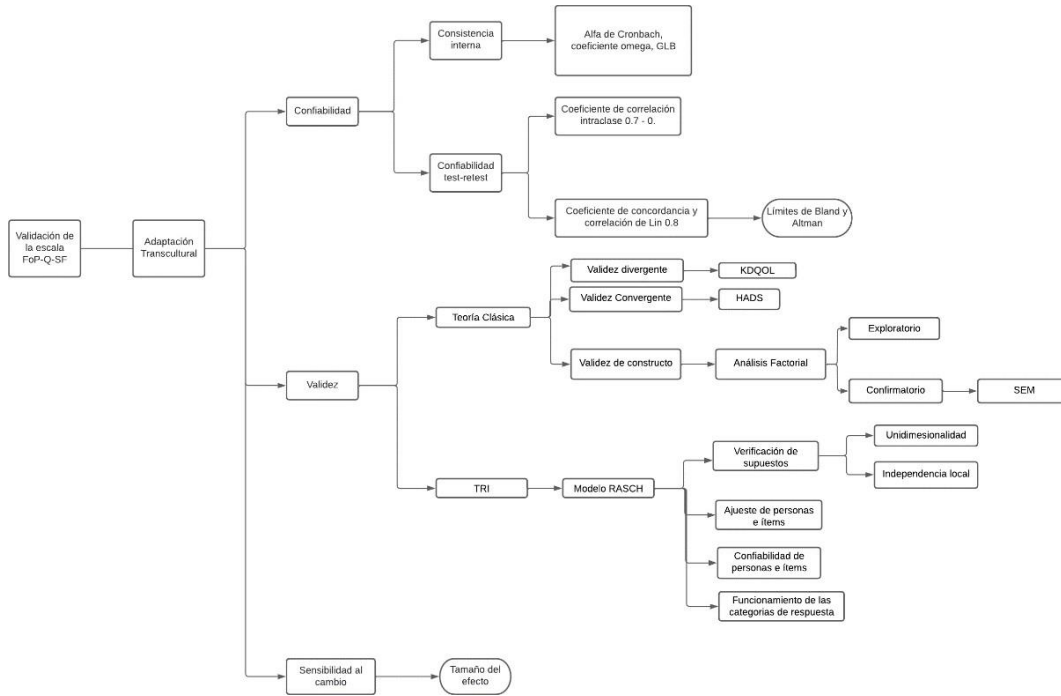 Validación de
la escala
FoP-Q-SF
Adaptación
Transcultural
Confiabilidad
Consistencia
interna
Alfa de Cronbach,
coeficiente omega, GLB
Confiabilidad
test-retest
Coeficiente de correlación
intraclase 0.7 - 0.
Coeficiente de concordancia y
correlación de Lin 0.8
Límites de Bland y
Altman
Validez
Teoría Clásica
Validez divergente
KDQOL
Validez Convergente
HADS
Validez de constructo
Análisis Factorial
Exploratorio
Confirmatorio
SEM
TRI
Modelo RASCH
Verificación de
supuestos
Unidimesionalidad
Independencia local
Ajueste de personas
e ítems
Confiabilidad de
personas e ítems
Funcionamiento de las
categorias de respuesta
Sensibilidad al
cambio
Tamaño del
efecto